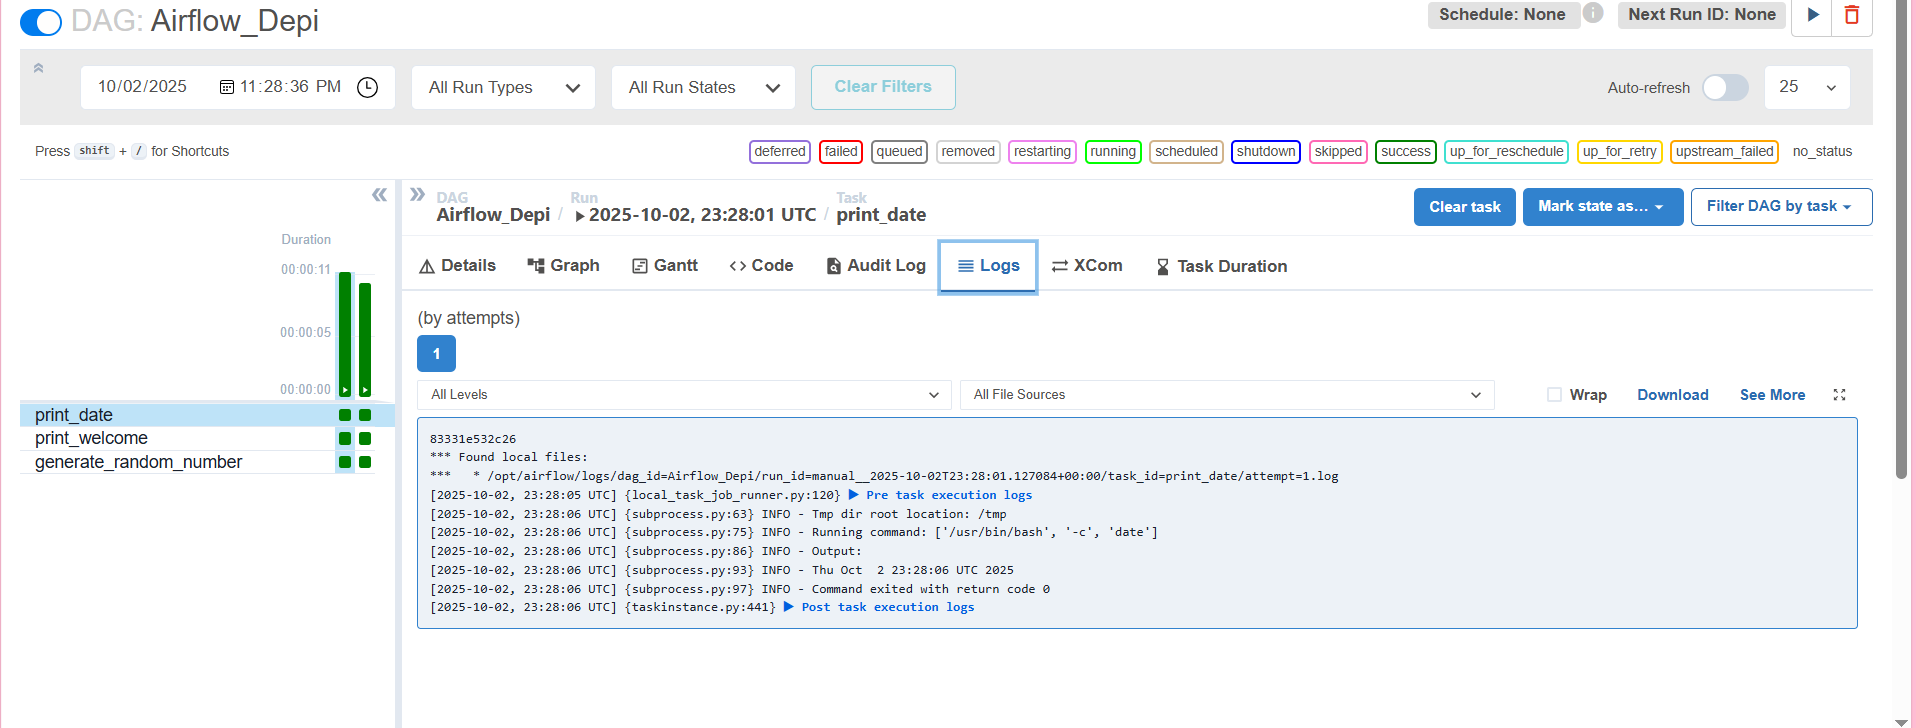 DAG: Airflow_Depi
Schedule: None
Next Run ID: None
10/02/2025 11:28:36 PM
All Run Types
All Run States
Clear Filters
Auto-refresh
25
Press shift + / for Shortcuts
deferred failed queued removed restarting running scheduled shutdown skipped success up_for_reschedule up_for_retry upstream_failed no_status
DAG
Airflow_Depi
/
Run
2025-10-02, 23:28:01 UTC
/
Task
print_date
Clear task
Mark state as...
Filter DAG by task
Duration
00:00:11
00:00:05
00:00:00
print_date
print_welcome
generate_random_number
Details
Graph
Gantt
Code
Audit Log
Logs
XCom
Task Duration
(by attempts)
1
All Levels
All File Sources
Wrap
Download
See More
83331e532c26
*** Found local files:
***   * /opt/airflow/logs/dag_id=Airflow_Depi/run_id=manual__2025-10-02T23:28:01.127084+00:00/task_id=print_date/attempt=1.log
[2025-10-02, 23:28:05 UTC] {local_task_job_runner.py:120} ▶ Pre task execution logs
[2025-10-02, 23:28:06 UTC] {subprocess.py:63} INFO - Tmp dir root location: /tmp
[2025-10-02, 23:28:06 UTC] {subprocess.py:75} INFO - Running command: ['/usr/bin/bash', '-c', 'date']
[2025-10-02, 23:28:06 UTC] {subprocess.py:86} INFO - Output:
[2025-10-02, 23:28:06 UTC] {subprocess.py:93} INFO - Thu Oct  2 23:28:06 UTC 2025
[2025-10-02, 23:28:06 UTC] {subprocess.py:97} INFO - Command exited with return code 0
[2025-10-02, 23:28:06 UTC] {taskinstance.py:441} ▶ Post task execution logs